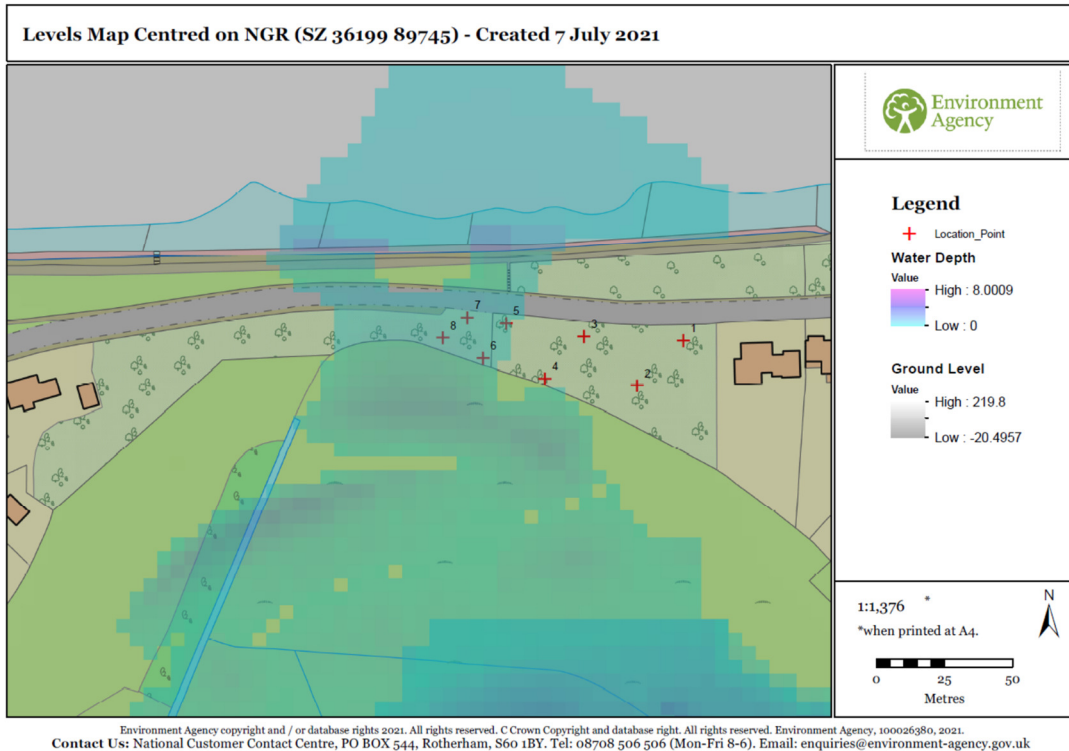 Levels Map Centred on NGR (SZ 36199 89745) - Created 7 July 2021
Environment
Agency
Legend
Location_Point
Water Depth
Value
High : 8.0009
Low : 0
Ground Level
Value
High : 219.8
Low : -20.4957
7
5
8
3
1
6
4
2
1:1,376 *
*when printed at A4.
N
0 25 50
Metres
Environment Agency copyright and / or database rights 2021. All rights reserved. C Crown Copyright and database right. All rights reserved. Environment Agency, 100026380, 2021.
Contact Us: National Customer Contact Centre, PO BOX 544, Rotherham, S60 1BY. Tel: 08708 506 506 (Mon-Fri 8-6). Email: enquiries@environment-agency.gov.uk